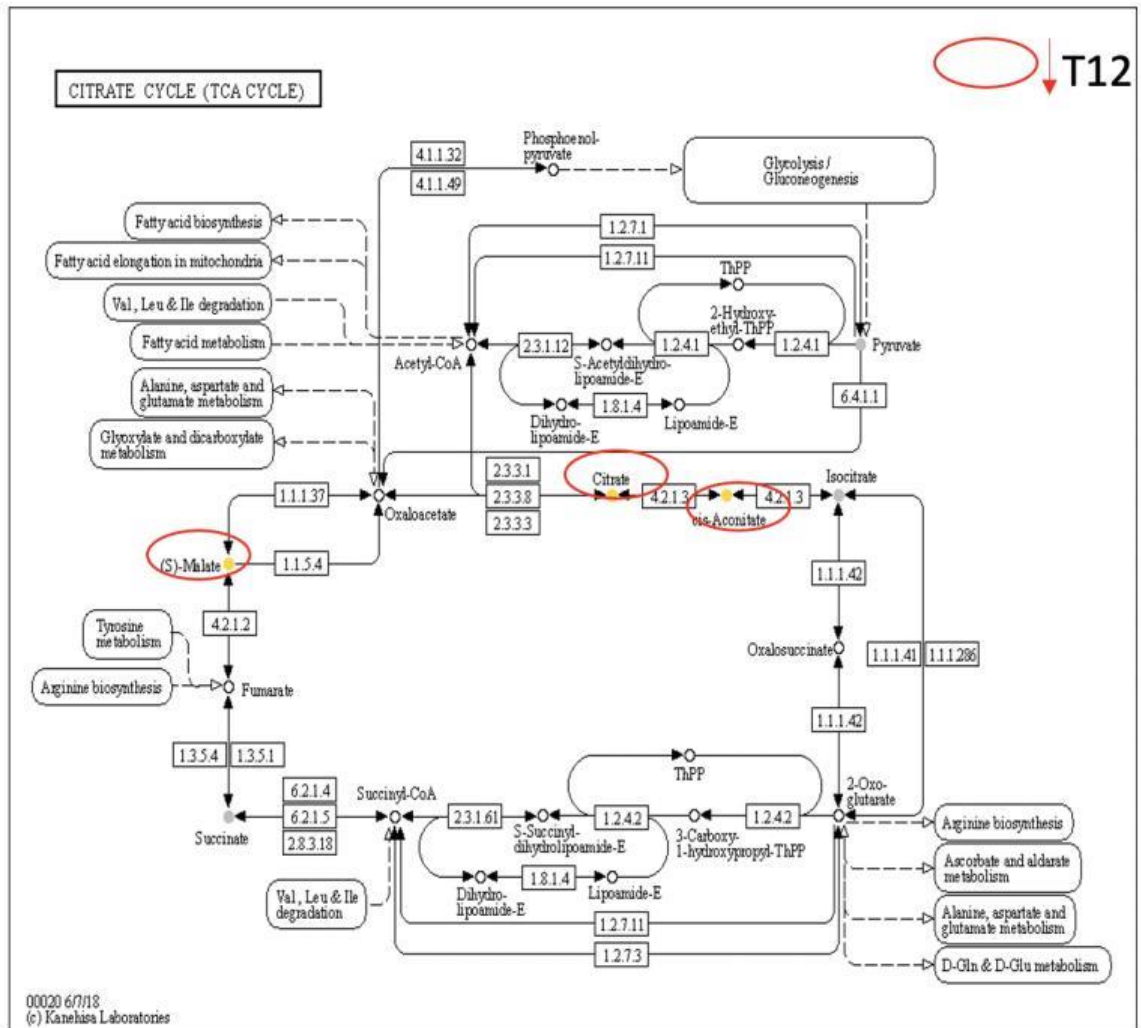 T12
CITRATE CYCLE (TCA CYCLE)
Phosphoenol-
pyruvate
4.1.1.32
4.1.1.49
Glycolysis /
Gluconeogenesis
Fatty acid biosynthesis
Fatty acid elongation in mitochondria
Val, Leu & Ile degradation
Fatty acid metabolism
1.2.7.1
1.2.7.11
ThPP
2-Hydroxy-
ethyl-ThPP
Acetyl-CoA
2.3.1.12
S-Acetyldihydro-
lipoamide-E
1.2.4.1
1.2.4.1
Pyruvate
Alanine, aspartate and
glutamate metabolism
Glyoxylate and dicarboxylate
metabolism
Dihydro-
lipoamide-E
1.8.1.4
Lipoamide-E
6.4.1.1
1.1.1.37
Oxaloacetate
2.3.3.1
2.3.3.8
2.3.3.3
Citrate
4.2.1.3
cis-Aconitate
4.2.1.3
Isocitrate
(S)-Malate
1.1.5.4
1.1.1.42
4.2.1.2
Tyrosine
metabolism
Arginine biosynthesis
Fumarate
Oxalosuccinate
1.1.1.41
1.1.1.286
1.1.1.42
1.3.5.4
1.3.5.1
ThPP
Succinate
6.2.1.4
6.2.1.5
2.8.3.18
Succinyl-CoA
2.3.1.61
S-Succinyl-
dihydrolipoamide-E
1.2.4.2
3-Carboxy-
1-hydroxypropyl-ThPP
1.2.4.2
2-Oxo-
glutarate
Val, Leu & Ile
degradation
Dihydro-
lipoamide-E
1.8.1.4
Lipoamide-E
1.2.7.11
1.2.7.3
Arginine biosynthesis
Ascorbate and aldarate
metabolism
Alanine, aspartate and
glutamate metabolism
D-Gln & D-Glu metabolism
00020 6/7/18
(c) Kanehisa Laboratories